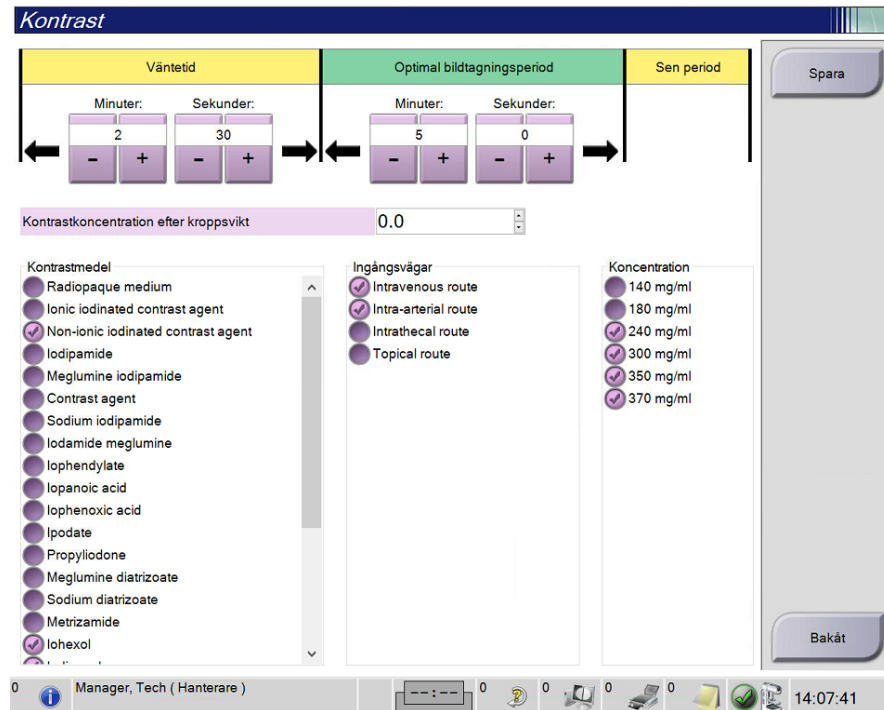 Kontrast
Väntetid
Optimal bildtagningsperiod
Sen period
Spara
Minuter:
Sekunder:
Minuter:
Sekunder:
2
30
5
0
- +
- +
- +
- +
Kontrastkoncentration efter kroppsvikt
0.0
Kontrastmedel
Radiopaque medium
Ionic iodinated contrast agent
Non-ionic iodinated contrast agent
Iodipamide
Meglumine iodipamide
Contrast agent
Sodium iodipamide
Iodamide meglumine
Iophendylate
Iopanoic acid
Iophenoxic acid
Ipodate
Propyliodone
Meglumine diatrizoate
Sodium diatrizoate
Metrizamide
Iohexol
Ingångsvägar
Intravenous route
Intra-arterial route
Intrathecal route
Topical route
Koncentration
140 mg/ml
180 mg/ml
240 mg/ml
300 mg/ml
350 mg/ml
370 mg/ml
Bakåt
0
Manager, Tech ( Hanterare )
--:--
0
0
0
0
14:07:41